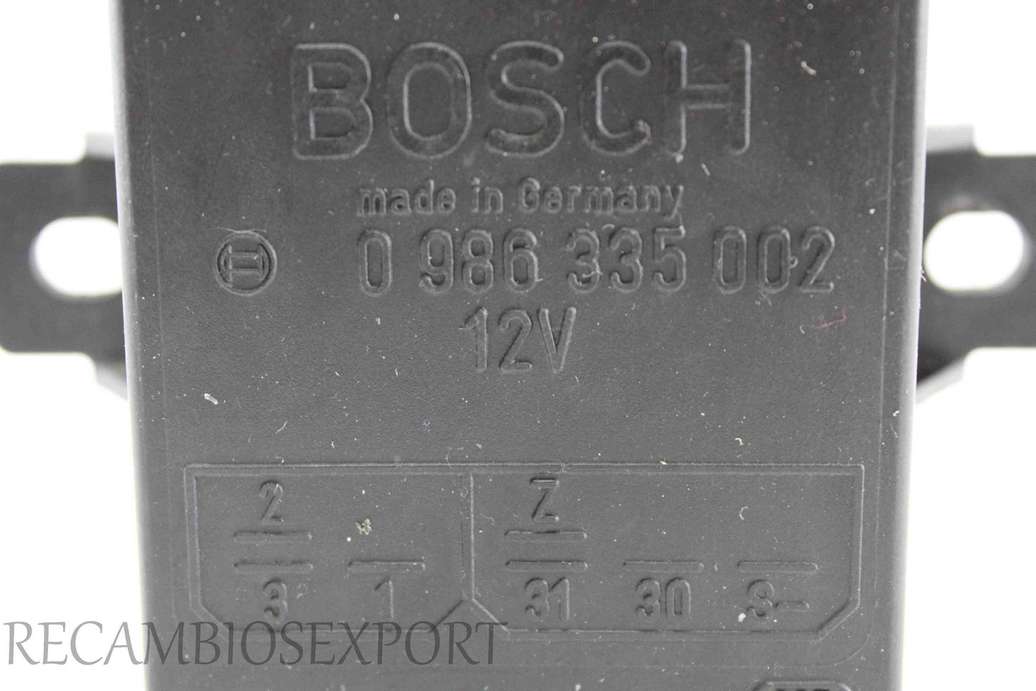 BOSCH
made in Germany
0 986 335 002
12V
2 Z
3 1 31 30 S-
RECAMBIOSEXPORT